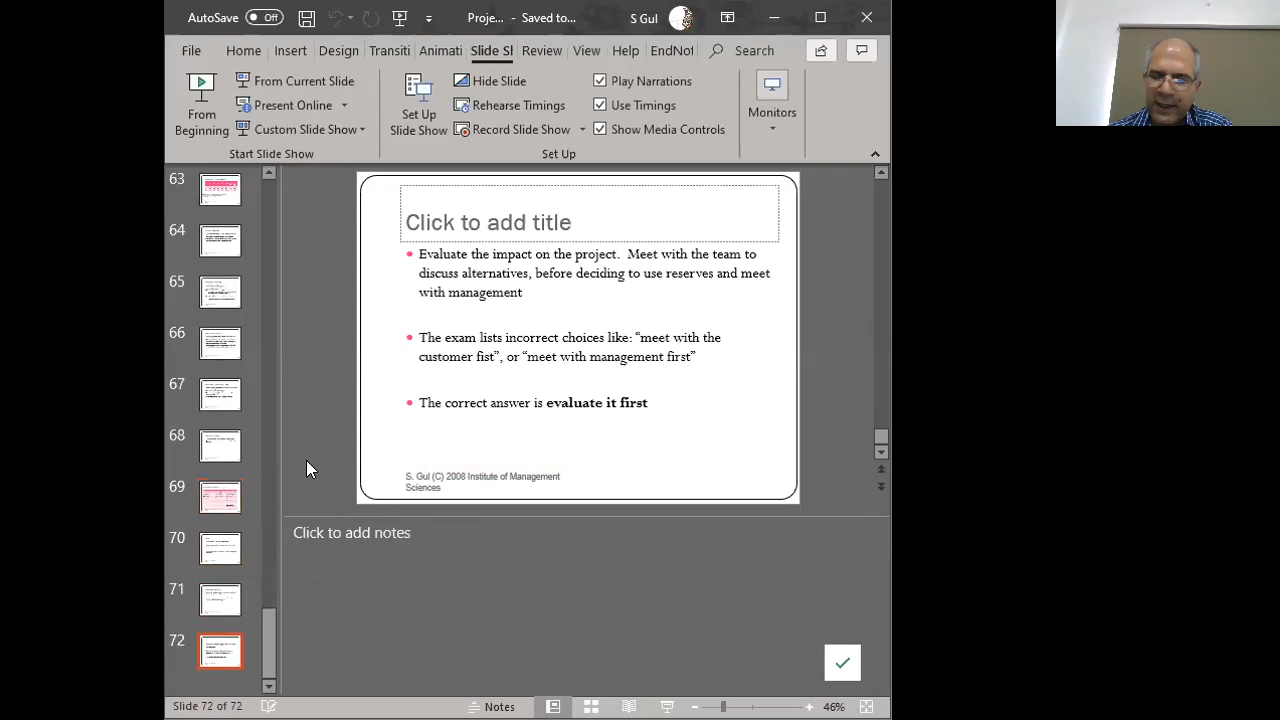 AutoSave Off Proje... - Saved to... S Gul
File Home Insert Design Transiti Animati Slide Sl Review View Help EndNot Search
From Beginning
From Current Slide
Present Online
Custom Slide Show
Start Slide Show
Set Up Slide Show
Hide Slide
Rehearse Timings
Record Slide Show
Play Narrations
Use Timings
Show Media Controls
Set Up
Monitors
63
64
65
66
67
68
69
70
71
72
Click to add title
Evaluate the impact on the project. Meet with the team to
discuss alternatives, before deciding to use reserves and meet
with management
The exam lists incorrect choices like: “meet with the
customer fist”, or “meet with management first”
The correct answer is evaluate it first
S. Gul (C) 2008 Institute of Management
Sciences
Click to add notes
Slide 72 of 72 Notes 46%